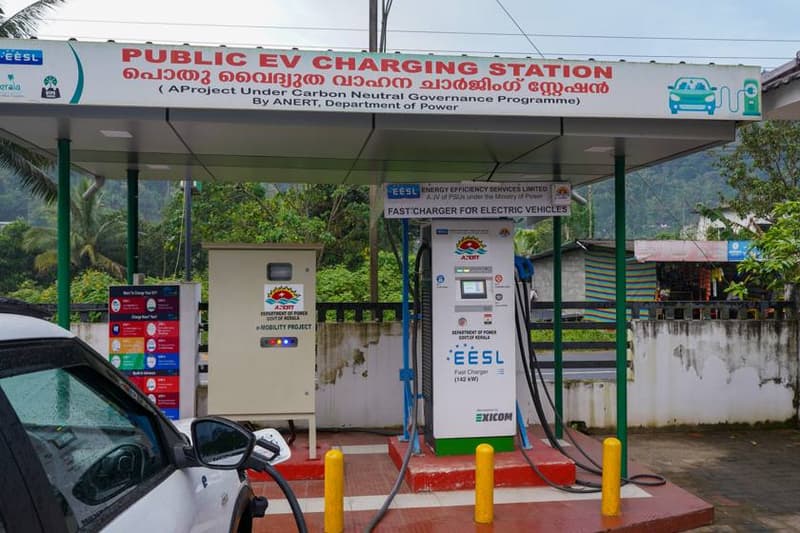 EESL
PUBLIC EV CHARGING STATION
പൊതു വൈദ്യുത വാഹന ചാർജിംഗ് സ്റ്റേഷൻ
( AProject Under Carbon Neutral Governance Programme)
By ANERT, Department of Power
EESL
ENERGY EFFICIENCY SERVICES LIMITED
A JV of PSUs under the Ministry of Power
FAST CHARGER FOR ELECTRIC VEHICLES
ANERT
DEPARTMENT OF POWER
GOVT.OF KERALA
e-MOBILITY PROJECT
ANERT
DEPARTMENT OF POWER
GOVT.OF KERALA
EESL
Fast Charger
(142 kW)
EXICOM